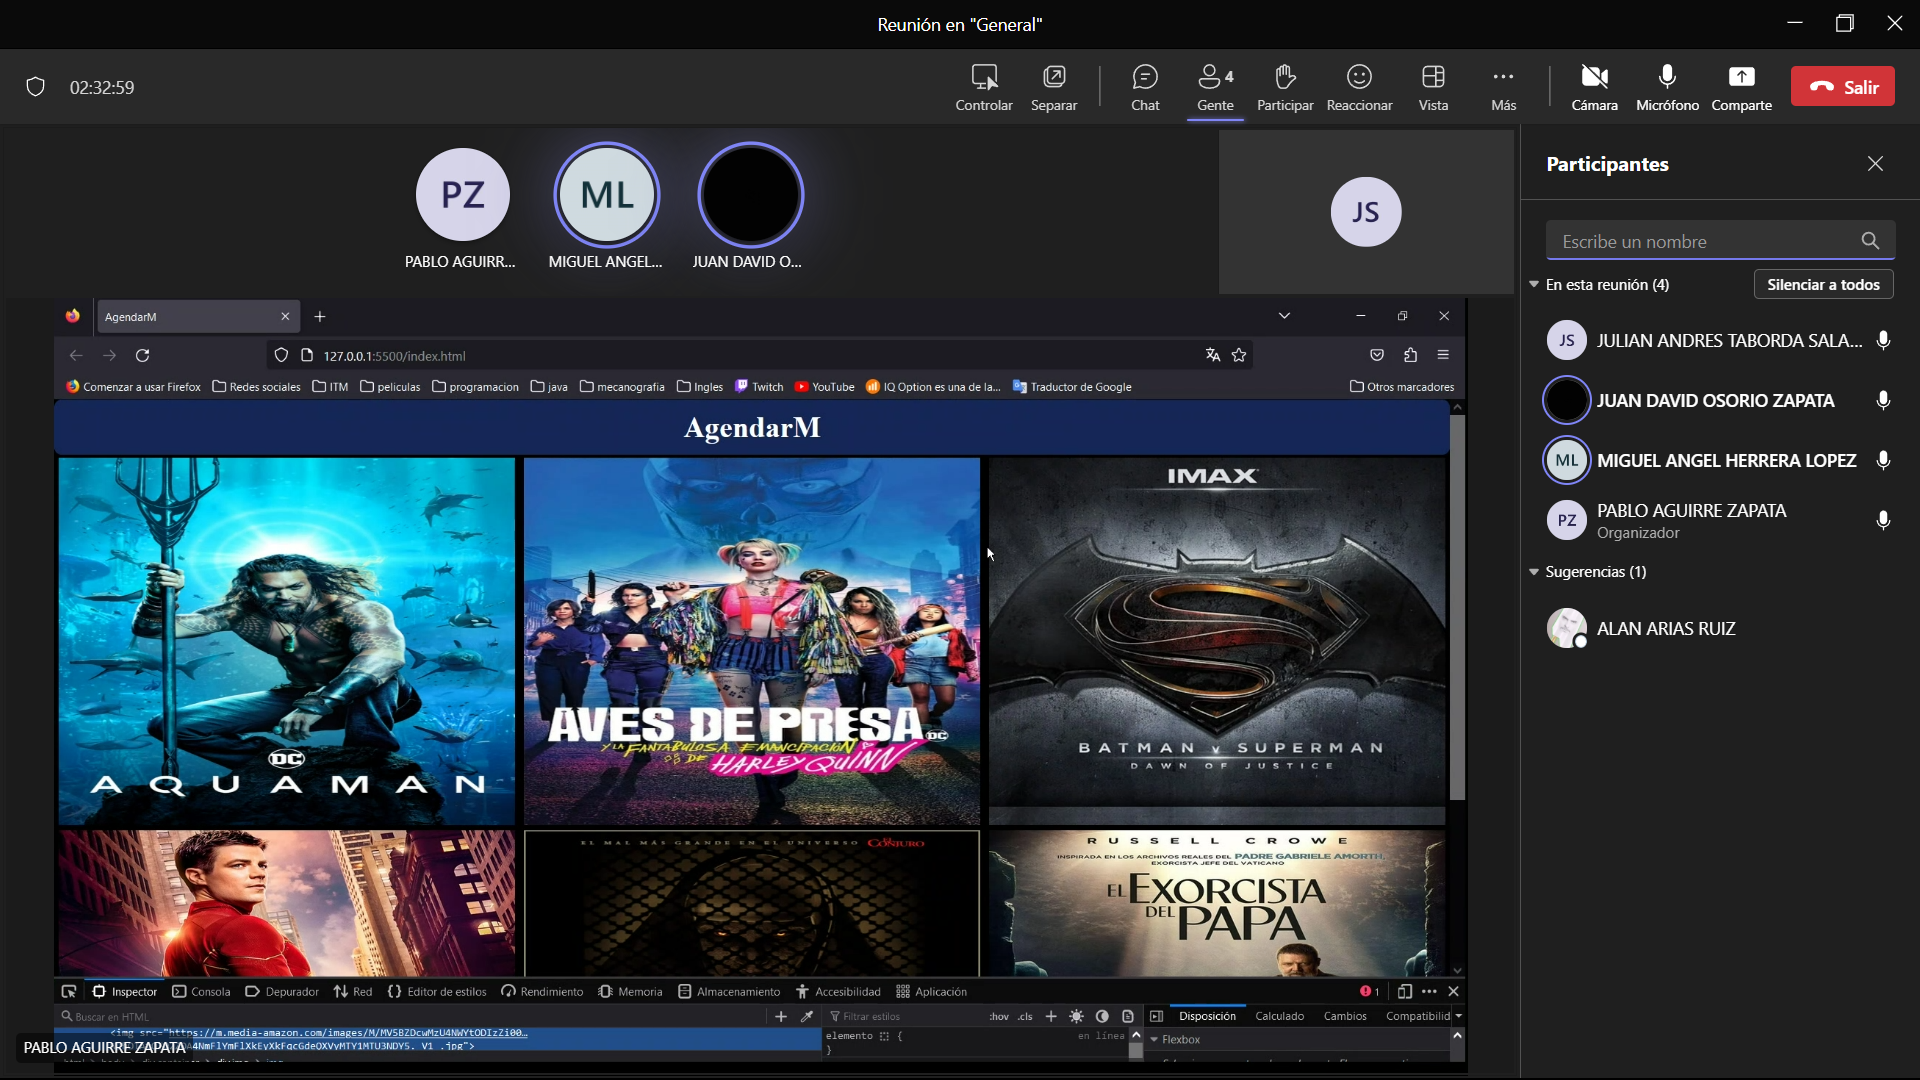 Reunión en "General"
02:32:59
Controlar
Separar
Chat
4
Gente
Participar
Reaccionar
Vista
Más
Cámara
Micrófono
Comparte
Salir
PZ
ML
PABLO AGUIRR...
MIGUEL ANGEL...
JUAN DAVID O...
JS
Participantes
Escribe un nombre
En esta reunión (4)
Silenciar a todos
JS
JULIAN ANDRES TABORDA SALA...
JUAN DAVID OSORIO ZAPATA
ML
MIGUEL ANGEL HERRERA LOPEZ
PZ
PABLO AGUIRRE ZAPATA
Organizador
Sugerencias (1)
ALAN ARIAS RUIZ
AgendarM
127.0.0.1:5500/index.html
Comenzar a usar Firefox
Redes sociales
ITM
peliculas
programacion
java
mecanografia
Ingles
Twitch
YouTube
IQ Option es una de la...
Traductor de Google
Otros marcadores
AgendarM
DC
AQUAMAN
AVES DE PRESA
DC
Y LA FANTABULOSA EMANCIPACIÓN
DE HARLEY QUINN
IMAX
BATMAN v SUPERMAN
DAWN OF JUSTICE
EL MAL MÁS GRANDE EN EL UNIVERSO EL CONJURO
RUSSELL CROWE
INSPIRADA EN LOS ARCHIVOS REALES DEL PADRE GABRIELE AMORTH,
EXORCISTA JEFE DEL VATICANO
EL EXORCISTA
DEL PAPA
Inspector
Consola
Depurador
Red
Editor de estilos
Rendimiento
Memoria
Almacenamiento
Accesibilidad
Aplicación
1
Buscar en HTML
Filtrar estilos
:hov
.cls
Disposición
Calculado
Cambios
Compatibilid
<img src="https://m.media-amazon.com/images/M/MV5BZDcwMzU4NWYtODIzZi00…
A4NmFlYmFlXkEyXkFqcGdeQXVyMTY1MTU3NDY5._V1_.jpg">
elemento {
en línea
}
Flexbox
PABLO AGUIRRE ZAPATA